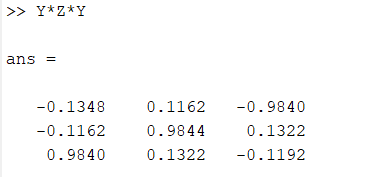 >> Y*Z*Y
ans =
-0.1348 0.1162 -0.9840
-0.1162 0.9844 0.1322
0.9840 0.1322 -0.1192